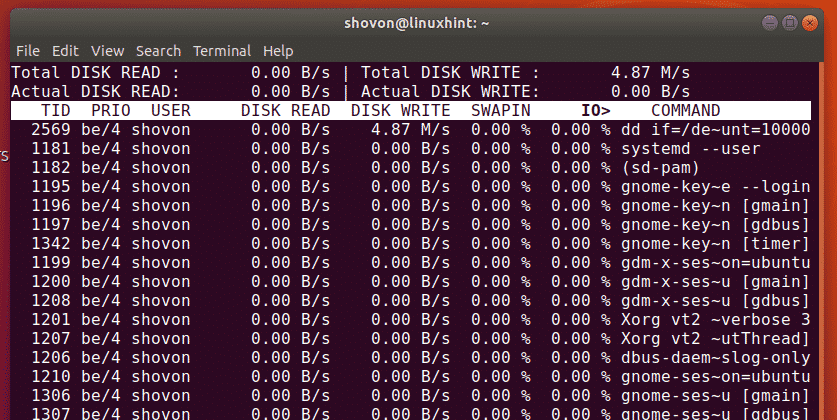 shovon@linuxhint: ~
File Edit View Search Terminal Help
Total DISK READ : 0.00 B/s | Total DISK WRITE : 4.87 M/s
Actual DISK READ: 0.00 B/s | Actual DISK WRITE: 0.00 B/s
TID PRIO USER DISK READ DISK WRITE SWAPIN IO> COMMAND
2569 be/4 shovon 0.00 B/s 4.87 M/s 0.00 % 0.00 % dd if=/de~unt=10000
1181 be/4 shovon 0.00 B/s 0.00 B/s 0.00 % 0.00 % systemd --user
1182 be/4 shovon 0.00 B/s 0.00 B/s 0.00 % 0.00 % (sd-pam)
1195 be/4 shovon 0.00 B/s 0.00 B/s 0.00 % 0.00 % gnome-key~e --login
1196 be/4 shovon 0.00 B/s 0.00 B/s 0.00 % 0.00 % gnome-key~n [gmain]
1197 be/4 shovon 0.00 B/s 0.00 B/s 0.00 % 0.00 % gnome-key~n [gdbus]
1342 be/4 shovon 0.00 B/s 0.00 B/s 0.00 % 0.00 % gnome-key~n [timer]
1199 be/4 shovon 0.00 B/s 0.00 B/s 0.00 % 0.00 % gdm-x-ses~on=ubuntu
1200 be/4 shovon 0.00 B/s 0.00 B/s 0.00 % 0.00 % gdm-x-ses~u [gmain]
1208 be/4 shovon 0.00 B/s 0.00 B/s 0.00 % 0.00 % gdm-x-ses~u [gdbus]
1201 be/4 shovon 0.00 B/s 0.00 B/s 0.00 % 0.00 % Xorg vt2 ~verbose 3
1207 be/4 shovon 0.00 B/s 0.00 B/s 0.00 % 0.00 % Xorg vt2 ~utThread]
1206 be/4 shovon 0.00 B/s 0.00 B/s 0.00 % 0.00 % dbus-daem~slog-only
1210 be/4 shovon 0.00 B/s 0.00 B/s 0.00 % 0.00 % gnome-ses~on=ubuntu
1306 be/4 shovon 0.00 B/s 0.00 B/s 0.00 % 0.00 % gnome-ses~u [gmain]
1307 be/4 shovon 0.00 B/s 0.00 B/s 0.00 % 0.00 % gnome-ses~u [gdbus]